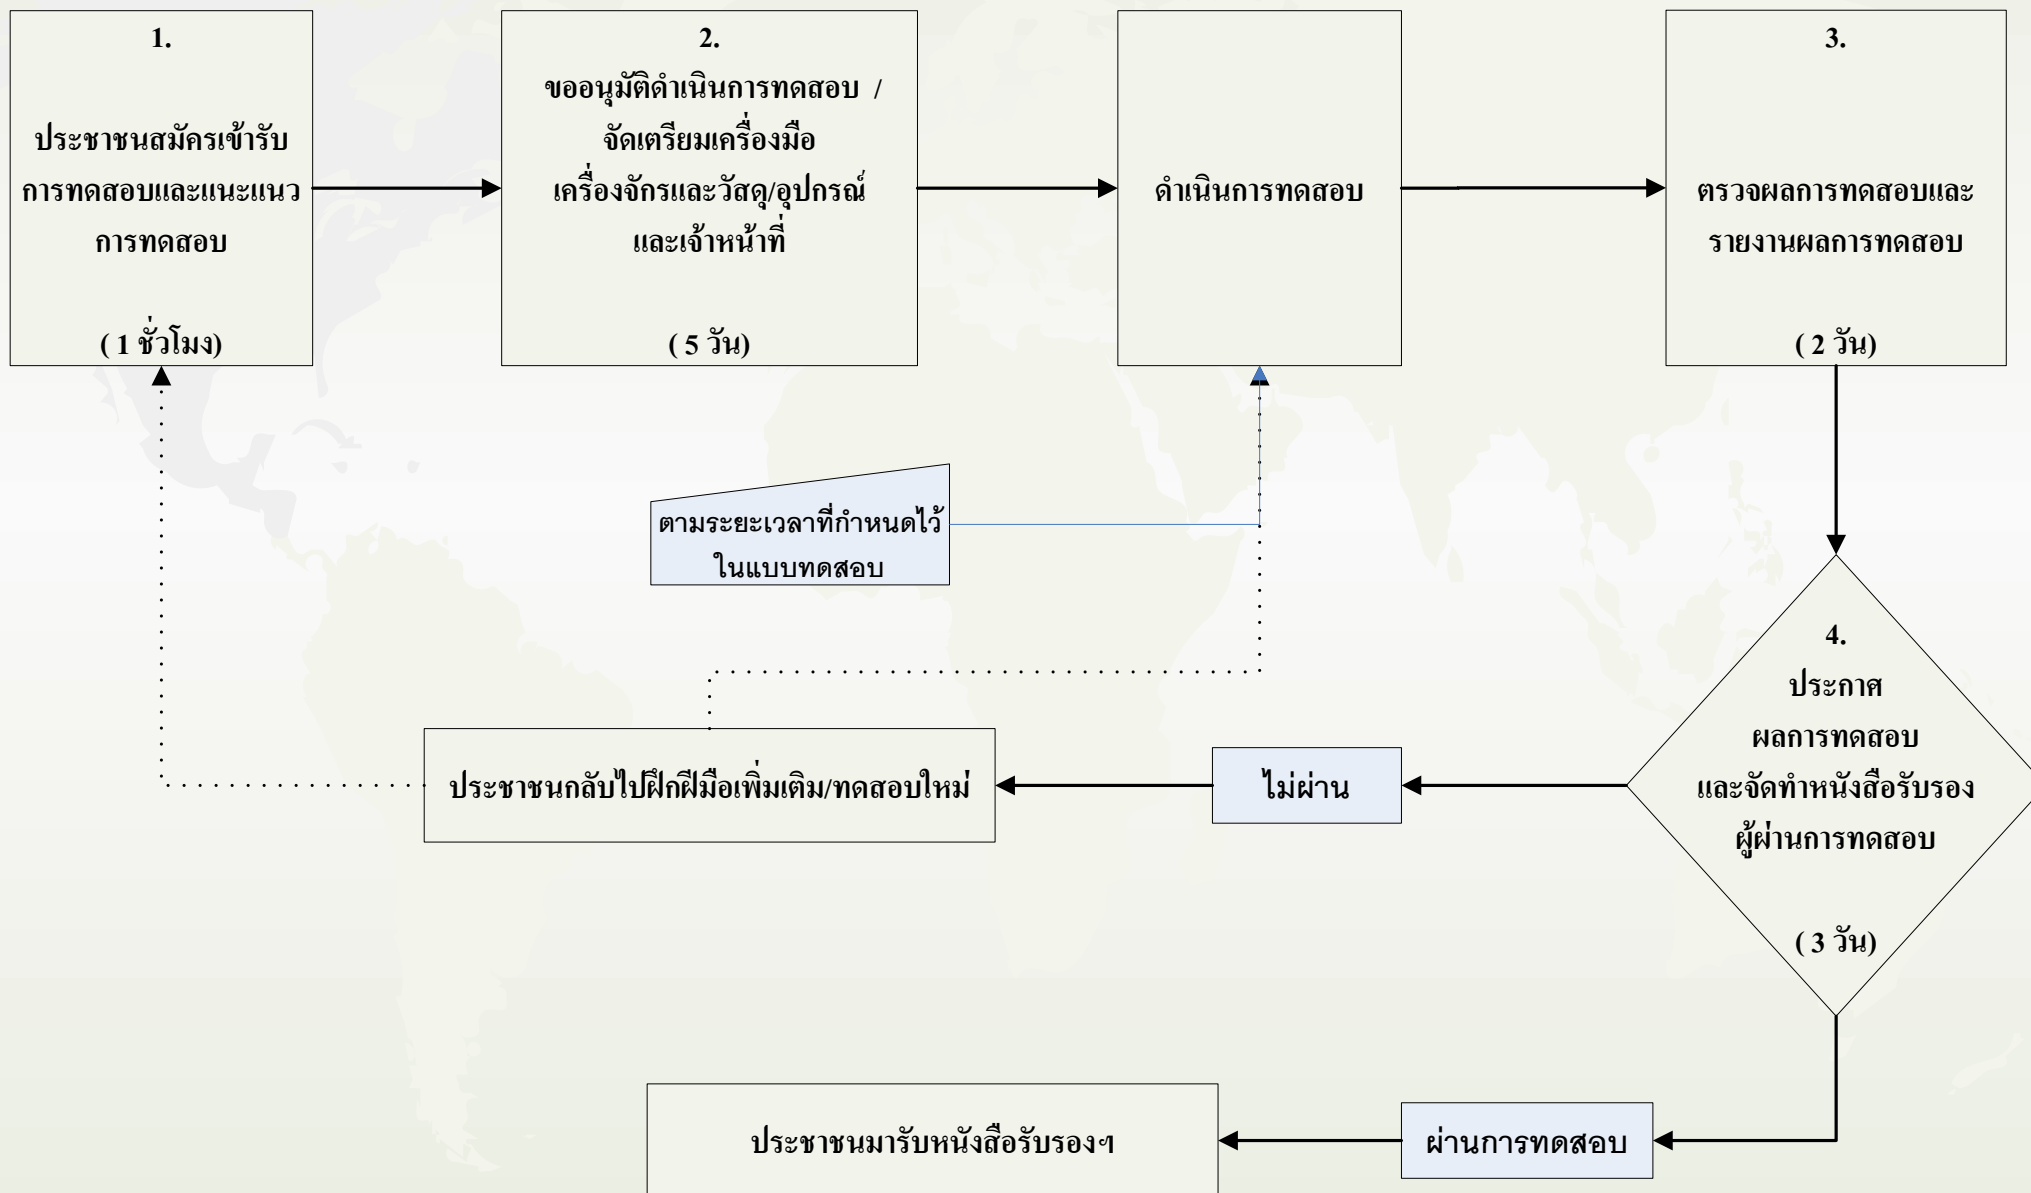 1.
ประชาชนสมัครเข้ารับ
การทดสอบและแนะแนว
การทดสอบ
( 1 ชั่วโมง)
2.
ขออนุมัติดำเนินการทดสอบ /
จัดเตรียมเครื่องมือ
เครื่องจักรและวัสดุ/อุปกรณ์
และเจ้าหน้าที่
( 5 วัน)
ดำเนินการทดสอบ
3.
ตรวจผลการทดสอบและ
รายงานผลการทดสอบ
( 2 วัน)
ตามระยะเวลาที่กำหนดไว้
ในแบบทดสอบ
4.
ประกาศ
ผลการทดสอบ
และจัดทำหนังสือรับรอง
ผู้ผ่านการทดสอบ
( 3 วัน)
ไม่ผ่าน
ประชาชนกลับไปฝึกฝีมือเพิ่มเติม/ทดสอบใหม่
ผ่านการทดสอบ
ประชาชนมารับหนังสือรับรองฯ